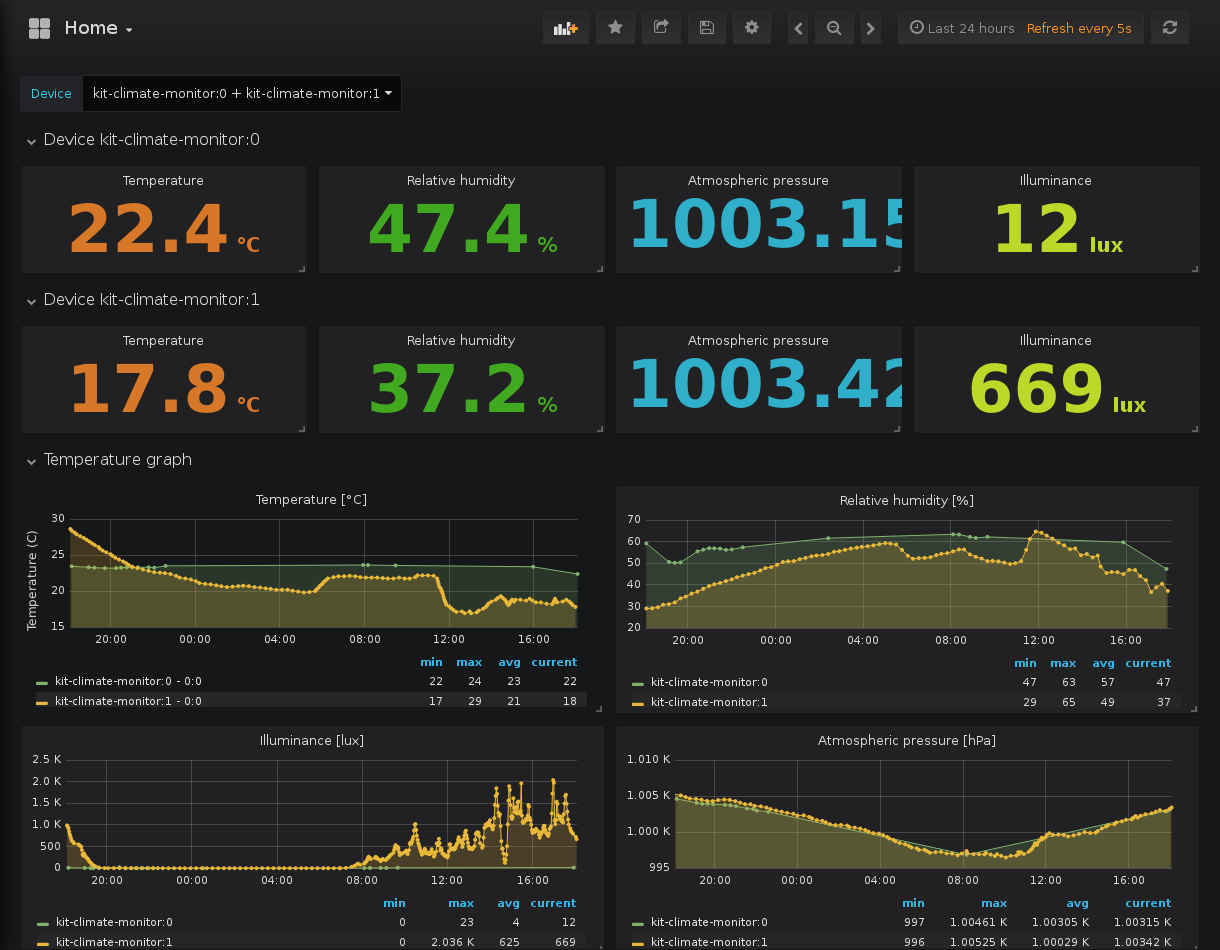 Home
Last 24 hours Refresh every 5s
Device kit-climate-monitor:0 + kit-climate-monitor:1
Device kit-climate-monitor:0
Temperature Relative humidity Atmospheric pressure Illuminance
22.4 °C 47.4 % 1003.15 12 lux
Device kit-climate-monitor:1
Temperature Relative humidity Atmospheric pressure Illuminance
17.8 °C 37.2 % 1003.42 669 lux
Temperature graph
Temperature [°C]
Temperature (C)
30
25
20
15
20:00 00:00 04:00 08:00 12:00 16:00
min max avg current
kit-climate-monitor:0 - 0:0 22 24 23 22
kit-climate-monitor:1 - 0:0 17 29 21 18
Relative humidity [%]
70
60
50
40
30
20
20:00 00:00 04:00 08:00 12:00 16:00
min max avg current
kit-climate-monitor:0 47 63 57 47
kit-climate-monitor:1 29 65 49 37
Illuminance [lux]
2.5 K
2.0 K
1.5 K
1.0 K
500
0
20:00 00:00 04:00 08:00 12:00 16:00
min max avg current
kit-climate-monitor:0 0 23 4 12
kit-climate-monitor:1 0 2.036 K 625 669
Atmospheric pressure [hPa]
1.010 K
1.005 K
1.000 K
995
20:00 00:00 04:00 08:00 12:00 16:00
min max avg current
kit-climate-monitor:0 997 1.00461 K 1.00305 K 1.00315 K
kit-climate-monitor:1 996 1.00525 K 1.00029 K 1.00342 K